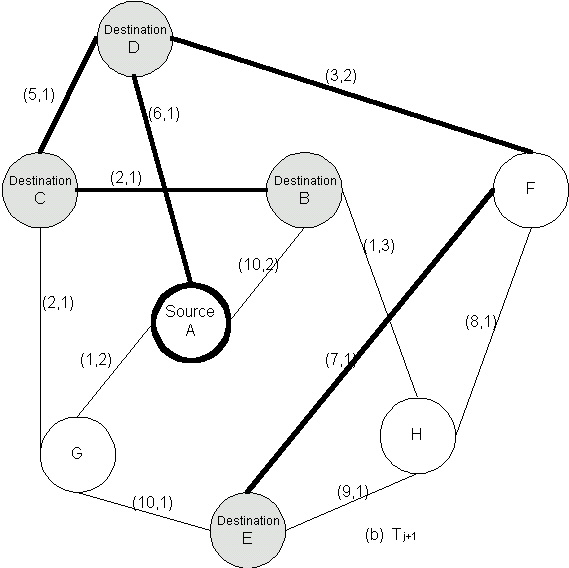 Destination
D
(5,1)
(3,2)
(6,1)
Destination
C
(2,1)
Destination
B
F
(10,2)
(1,3)
(2,1)
Source
A
(8,1)
(1,2)
(7,1)
G
H
(10,1)
(9,1)
Destination
E
(b) Tj+1